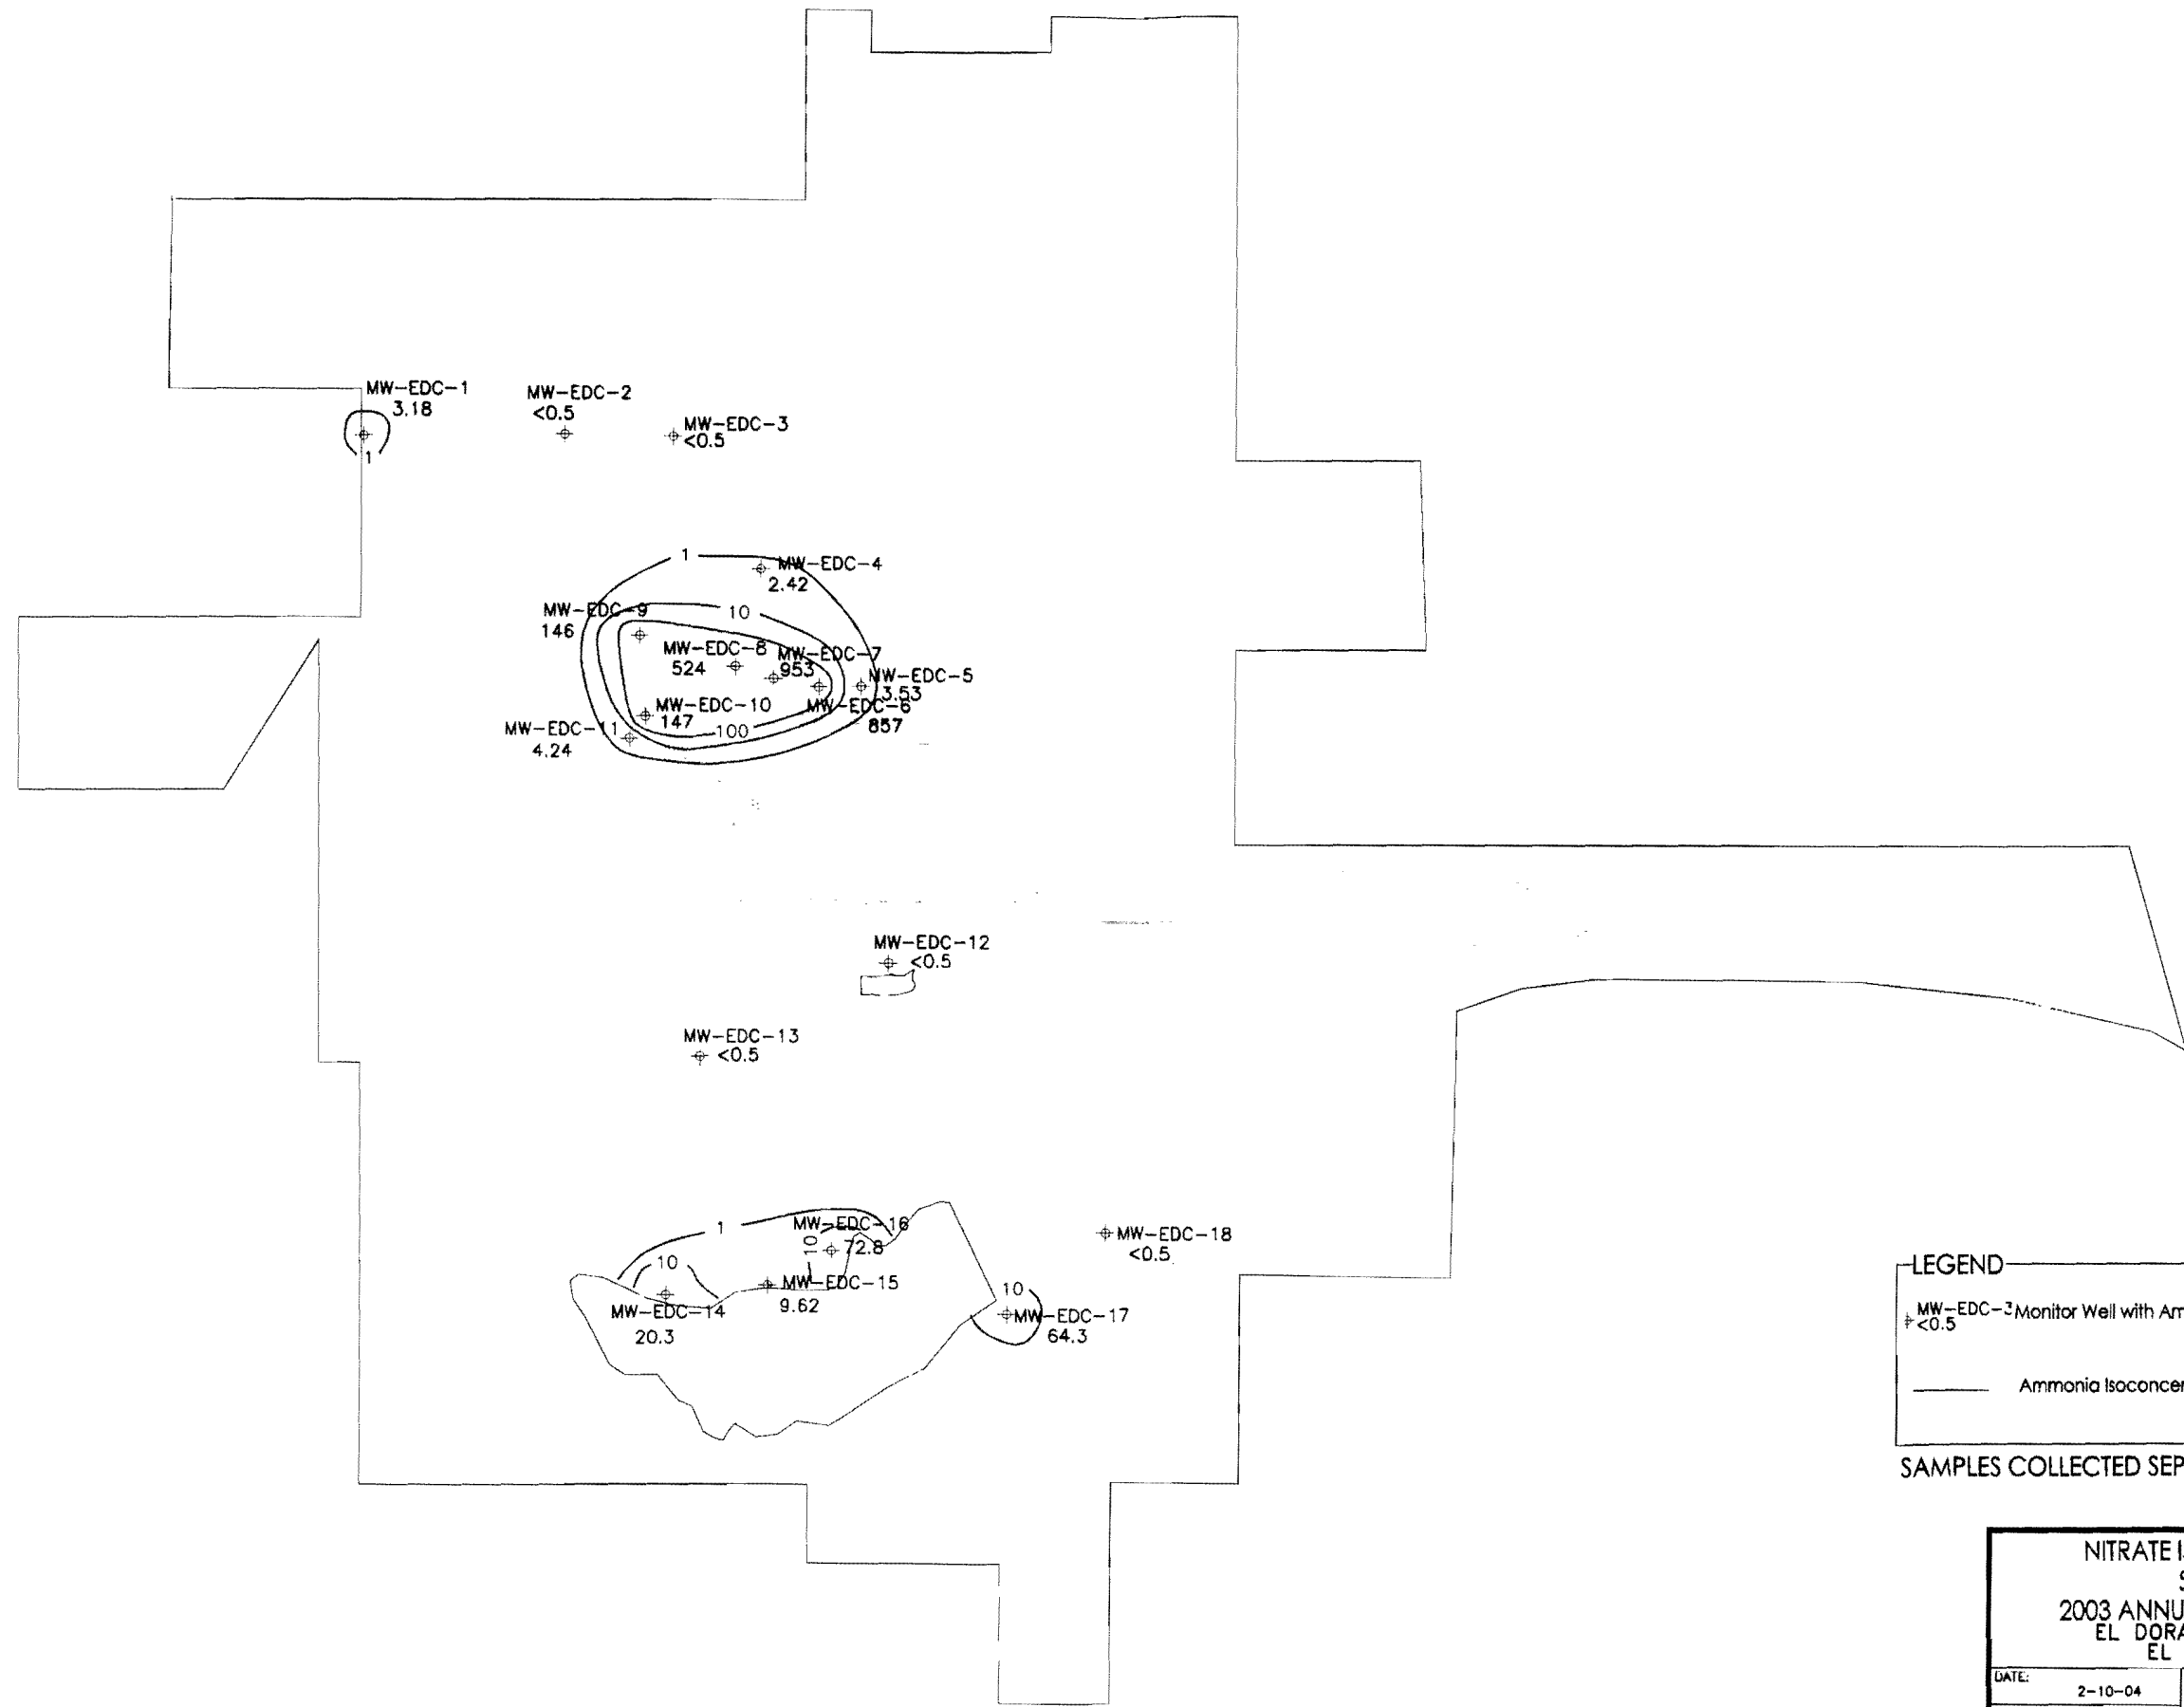 MW-EDC-1
3.18
1
MW-EDC-2
<0.5
MW-EDC-3
<0.5
1
MW-EDC-4
2.42
10
MW-EDC-9
146
MW-EDC-8
524
MW-EDC-7
953
MW-EDC-5
3.53
MW-EDC-6
857
MW-EDC-10
147
100
MW-EDC-11
4.24
MW-EDC-12
<0.5
MW-EDC-13
<0.5
1
MW-EDC-16
72.8
10
10
MW-EDC-15
9.62
MW-EDC-14
20.3
MW-EDC-18
<0.5
10
MW-EDC-17
64.3
LEGEND
MW-EDC-3 Monitor Well with Am
<0.5
Ammonia Isoconcen
SAMPLES COLLECTED SEP
NITRATE I
2003 ANNU
EL DORA
EL
DATE:
2-10-04